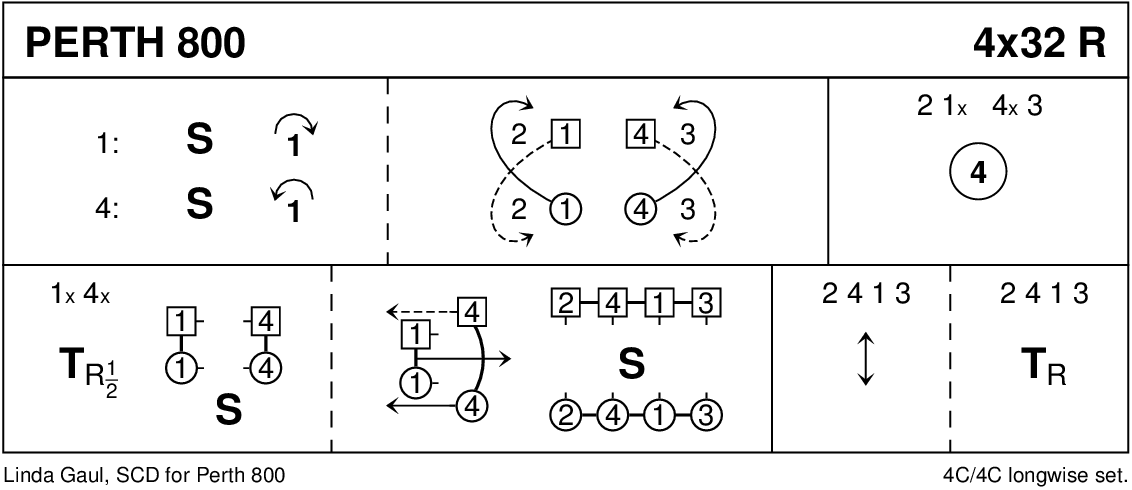 PERTH 800 4x32 R
1: S 1
4: S 1
2 1 4 3
2 1 4 3
2 1x 4x 3
4
1x 4x
TR½ 1 4
1 4
S
4
1
1
4
2 4 1 3
S
2 4 1 3
2 4 1 3
2 4 1 3
TR
Linda Gaul, SCD for Perth 800 4C/4C longwise set.